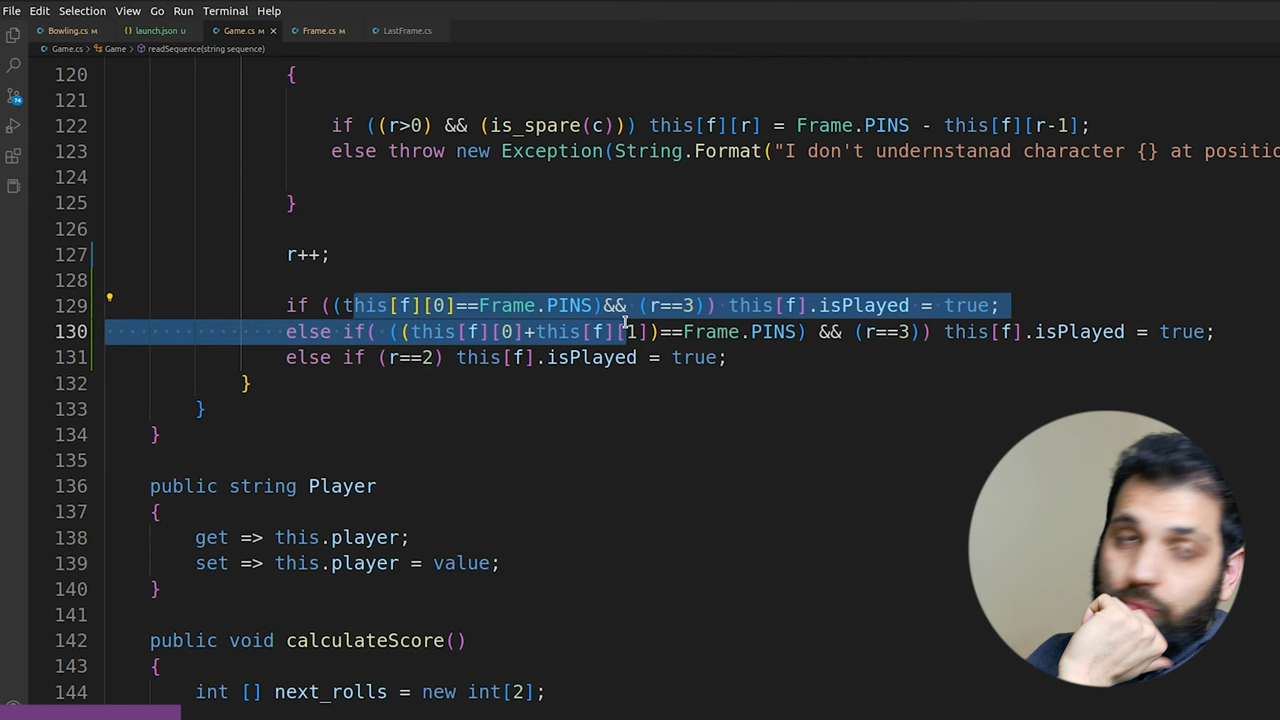 File Edit Selection View Go Run Terminal Help
Bowling.cs M launch.json U Game.cs M × Frame.cs M LastFrame.cs
Game.cs > Game > readSequence(string sequence)
120 {
121
122 if ((r>0) && (is_spare(c))) this[f][r] = Frame.PINS - this[f][r-1];
123 else throw new Exception(String.Format("I don't undernstanad character {} at positio
124
125 }
126
127 r++;
128
129 if ((this[f][0]==Frame.PINS)&& (r==3)) this[f].isPlayed = true;
130 else if( ((this[f][0]+this[f][1])==Frame.PINS) && (r==3)) this[f].isPlayed = true;
131 else if (r==2) this[f].isPlayed = true;
132 }
133 }
134 }
135
136 public string Player
137 {
138 get => this.player;
139 set => this.player = value;
140 }
141
142 public void calculateScore()
143 {
144 int [] next_rolls = new int[2];